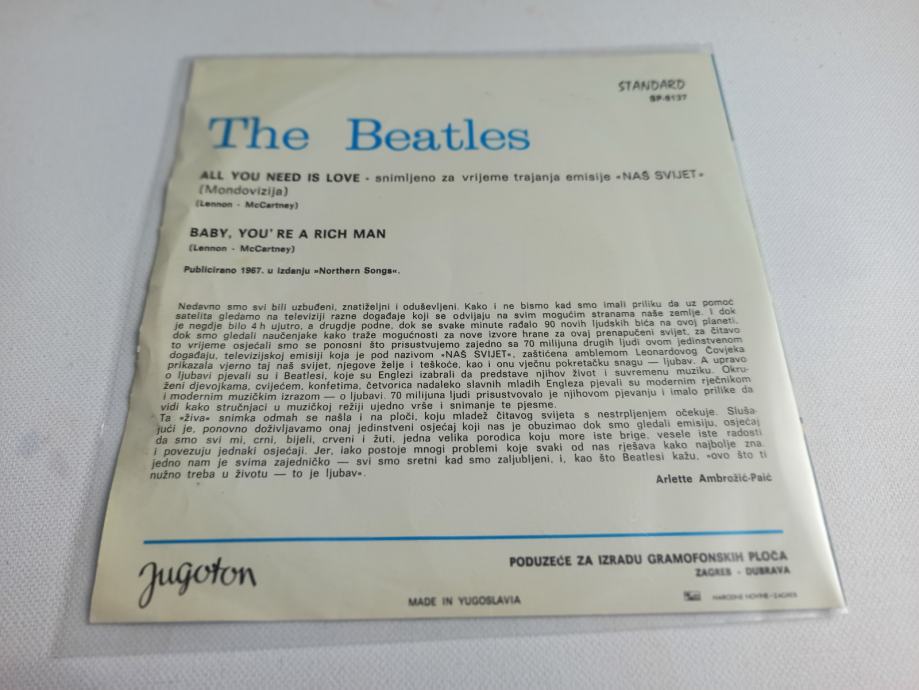 STANDARD
SP-8137
The Beatles
ALL YOU NEED IS LOVE - snimljeno za vrijeme trajanja emisije »NAŠ SVIJET«
(Mondovizija)
(Lennon - McCartney)
BABY, YOU'RE A RICH MAN
(Lennon - McCartney)
Publicirano 1967. u izdanju »Northern Songs«.
Nedavno smo svi bili uzbuđeni, znatiželjni i oduševljeni. Kako i ne bismo kad smo imali priliku da uz pomoć
satelita gledamo na televiziji razne događaje koji se odvijaju na svim mogućim stranama naše zemlje. I dok
je negdje bilo 4 h ujutro, a drugdje podne, dok se svake minute rađalo 90 novih ljudskih bića na ovoj planeti,
dok smo gledali naučenjake kako traže mogućnosti za nove izvore hrane za ovaj prenapučeni svijet, za čitavo
to vrijeme osjećali smo se ponosni što prisustvujemo zajedno sa 70 milijuna drugih ljudi ovom jedinstvenom
događaju, televizijskoj emisiji koja je pod nazivom »NAŠ SVIJET«, zaštićena amblemom Leonardovog Čovjeka
prikazala vjerno taj naš svijet, njegove želje i teškoće, kao i onu vječnu pokretačku snagu — ljubav. A upravo
o ljubavi pjevali su i Beatlesi, koje su Englezi izabrali da predstave njihov život i suvremenu muziku. Okru-
ženi djevojkama, cvijećem, konfetima, četvorica nadaleko slavnih mladih Engleza pjevali su modernim rječnikom
i modernim muzičkim izrazom — o ljubavi. 70 milijuna ljudi prisustvovalo je njihovom pjevanju i imalo prilike da
vidi kako stručnjaci u muzičkoj režiji ujedno vrše i snimanje te pjesme.
Ta »živa« snimka odmah se našla i na ploči, koju mladež čitavog svijeta s nestrpljenjem očekuje. Sluša-
jući je, ponovno doživljavamo onaj jedinstveni osjećaj koji nas je obuzimao dok smo gledali emisiju, osjećaj
da smo svi mi, crni, bijeli, crveni i žuti, jedna velika porodica koju more iste brige, vesele iste radosti
i povezuju jednaki osjećaji. Jer, iako postoje mnogi problemi koje svaki od nas rješava kako najbolje zna,
jedno nam je svima zajedničko — svi smo sretni kad smo zaljubljeni, i, kao što Beatlesi kažu, »ovo što ti
nužno treba u životu — to je ljubav«.
Arlette Ambrožić-Paić
Jugoton
PODUZEĆE ZA IZRADU GRAMOFONSKIH PLOČA
ZAGREB - DUBRAVA
MADE IN YUGOSLAVIA
NARODNE NOVINE-ZAGREB